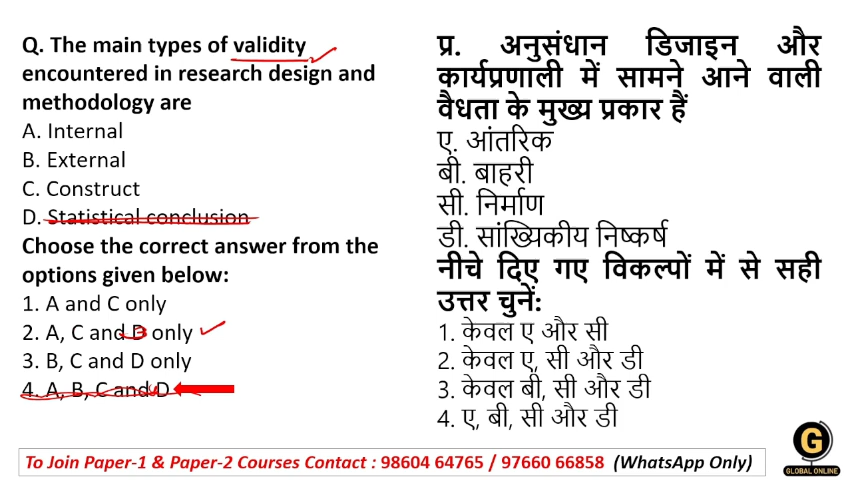 Q. The main types of validity
encountered in research design and
methodology are
A. Internal
B. External
C. Construct
D. Statistical conclusion
Choose the correct answer from the
options given below:
1. A and C only
2. A, C and D only
3. B, C and D only
4. A, B, C and D
प्र. अनुसंधान डिजाइन और
कार्यप्रणाली में सामने आने वाली
वैधता के मुख्य प्रकार हैं
ए. आंतरिक
बी. बाहरी
सी. निर्माण
डी. सांख्यिकीय निष्कर्ष
नीचे दिए गए विकल्पों में से सही
उत्तर चुनें:
1. केवल ए और सी
2. केवल ए, सी और डी
3. केवल बी, सी और डी
4. ए, बी, सी और डी
To Join Paper-1 & Paper-2 Courses Contact : 98604 64765 / 97660 66858 (WhatsApp Only)
G
GLOBAL ONLINE